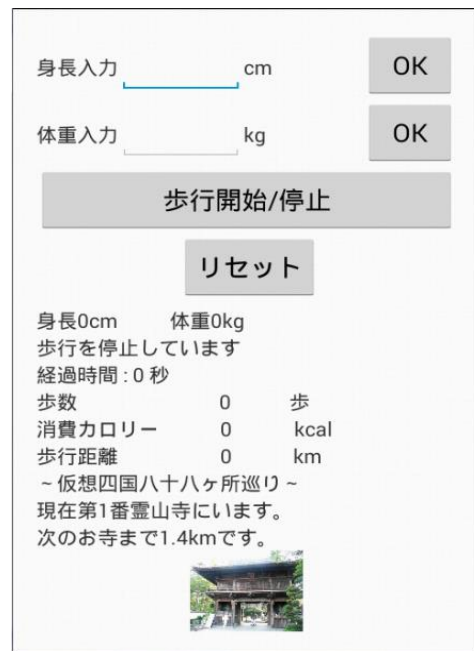 身長入力 cm OK
体重入力 kg OK
歩行開始/停止
リセット
身長0cm 体重0kg
歩行を停止しています
経過時間 : 0 秒
歩数 0 歩
消費カロリー 0 kcal
歩行距離 0 km
~仮想四国八十八ヶ所巡り~
現在第1番霊山寺にいます。
次のお寺まで1.4kmです。